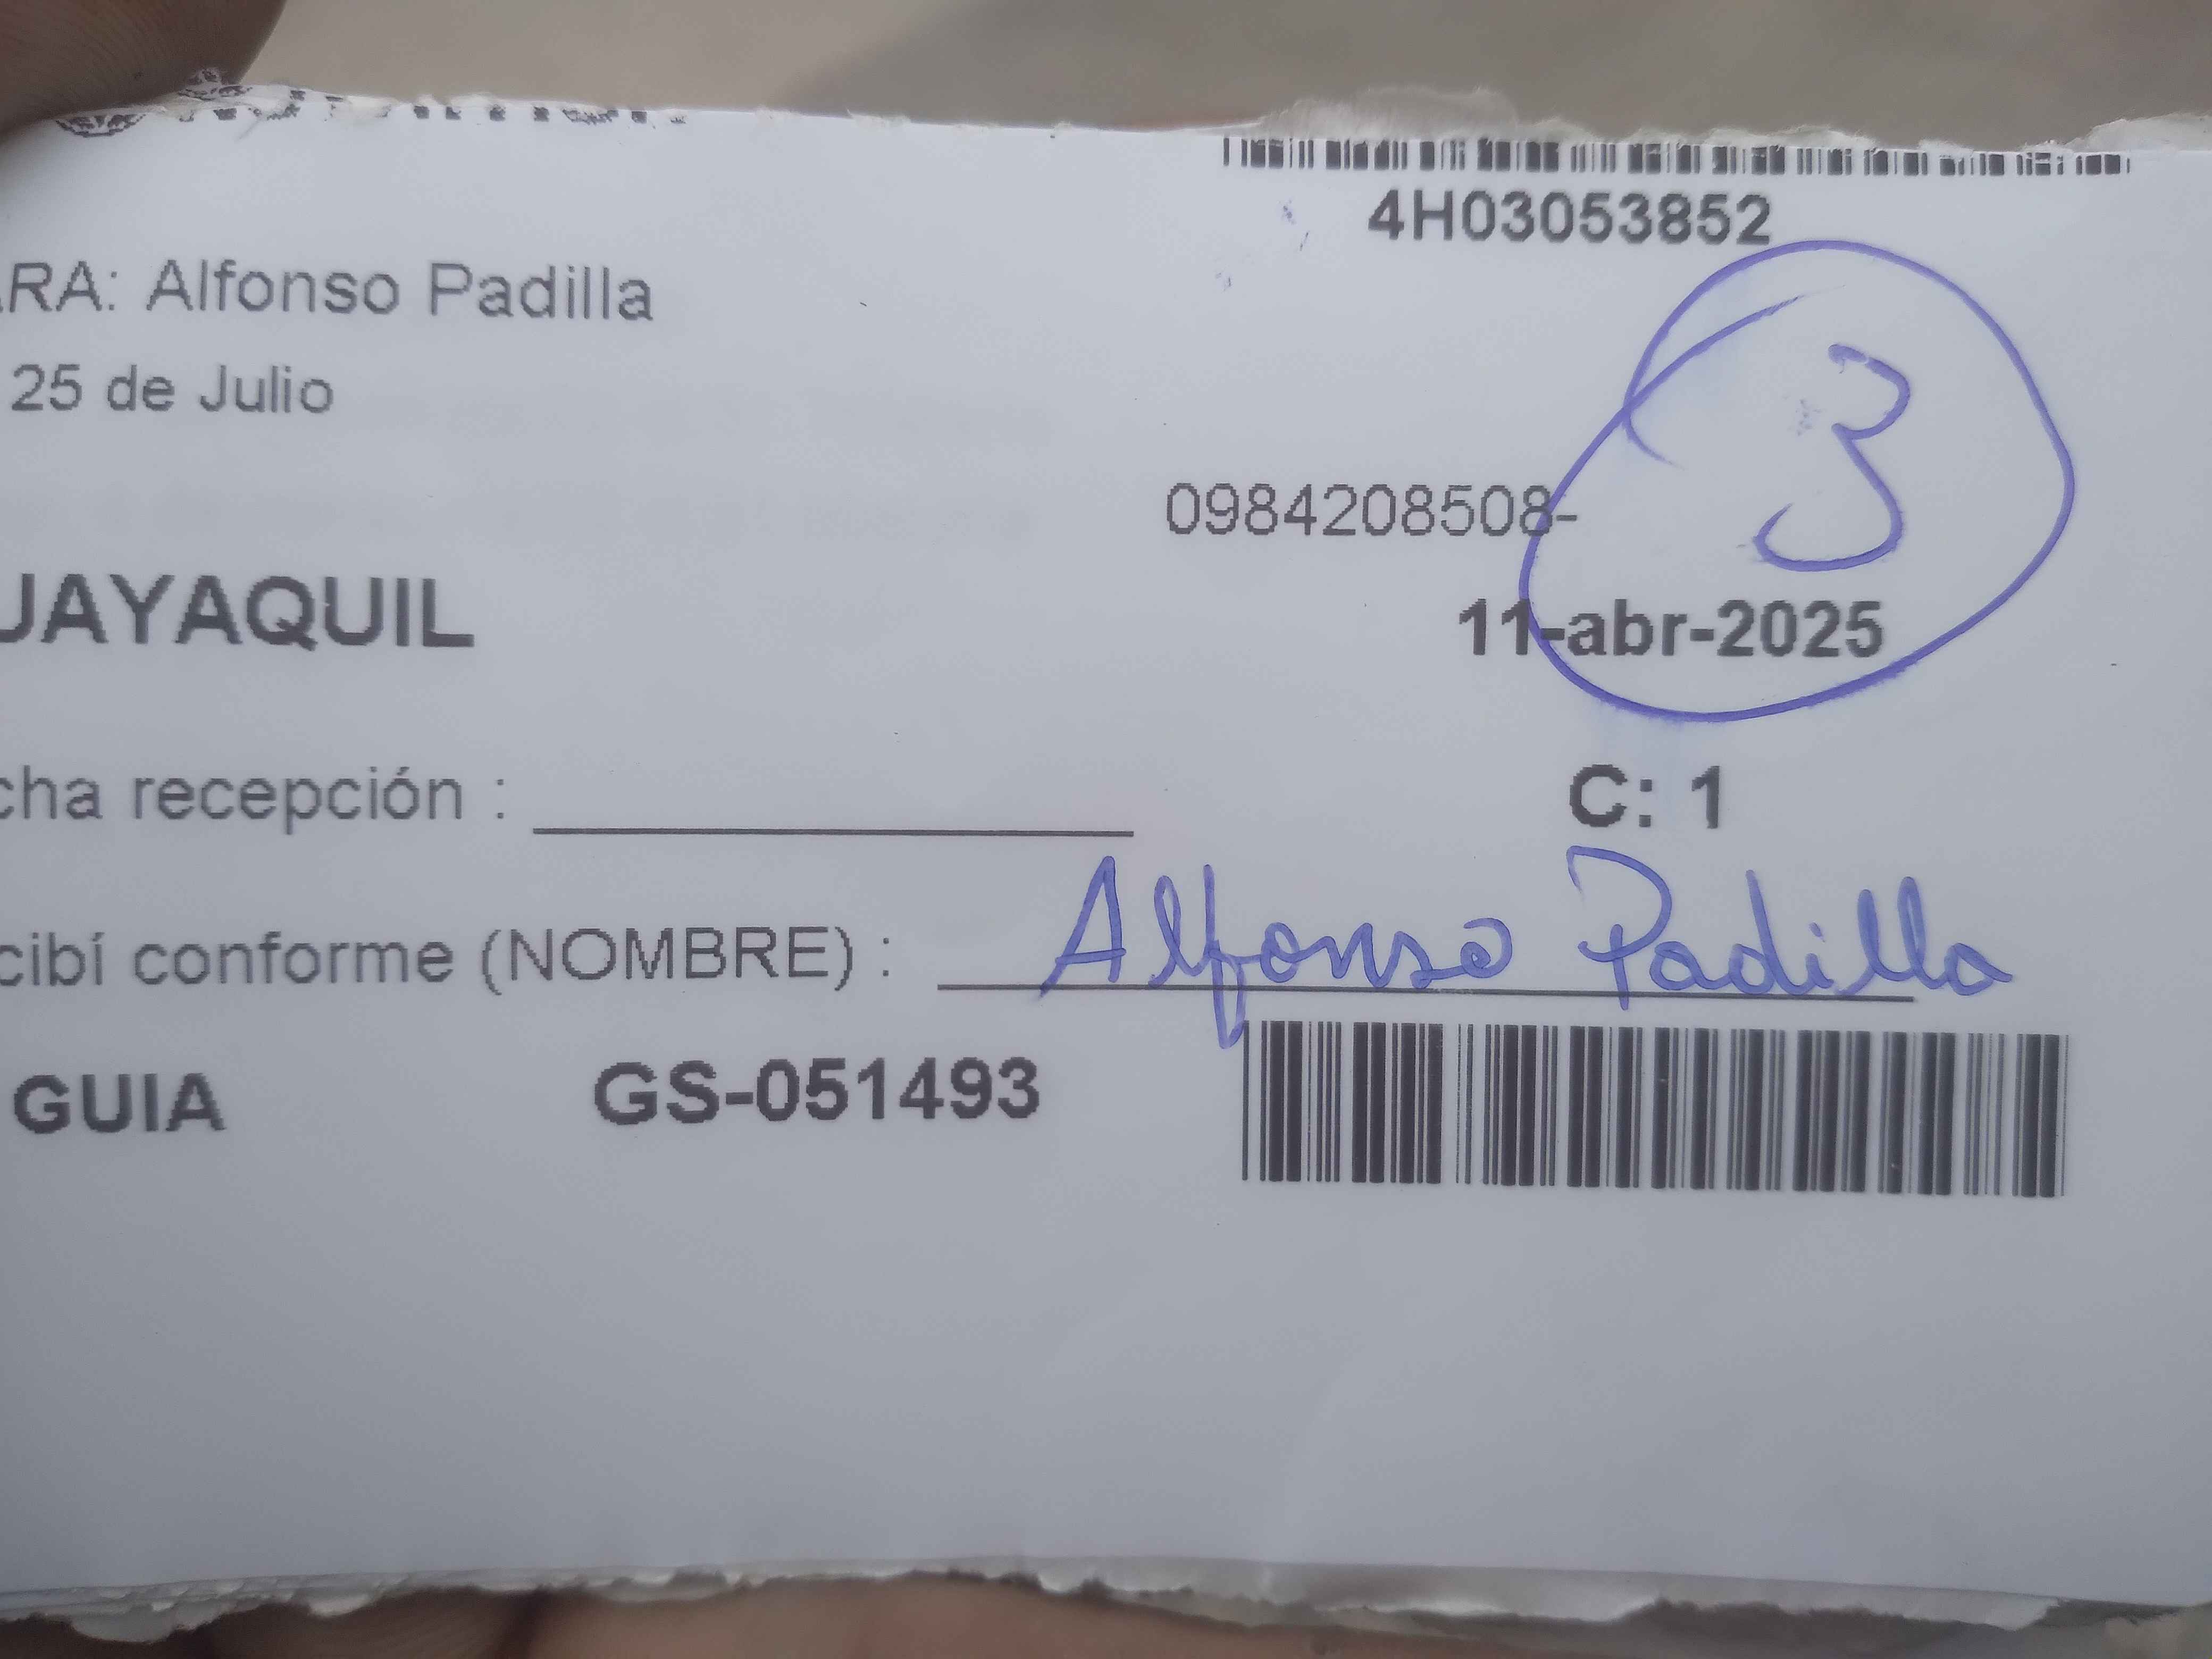 4H03053852
ARA: Alfonso Padilla
25 de Julio
3
0984208508-
UAYAQUIL
11-abr-2025
cha recepción :
C: 1
cibí conforme (NOMBRE) : Alfonso Padilla
GUIA GS-051493